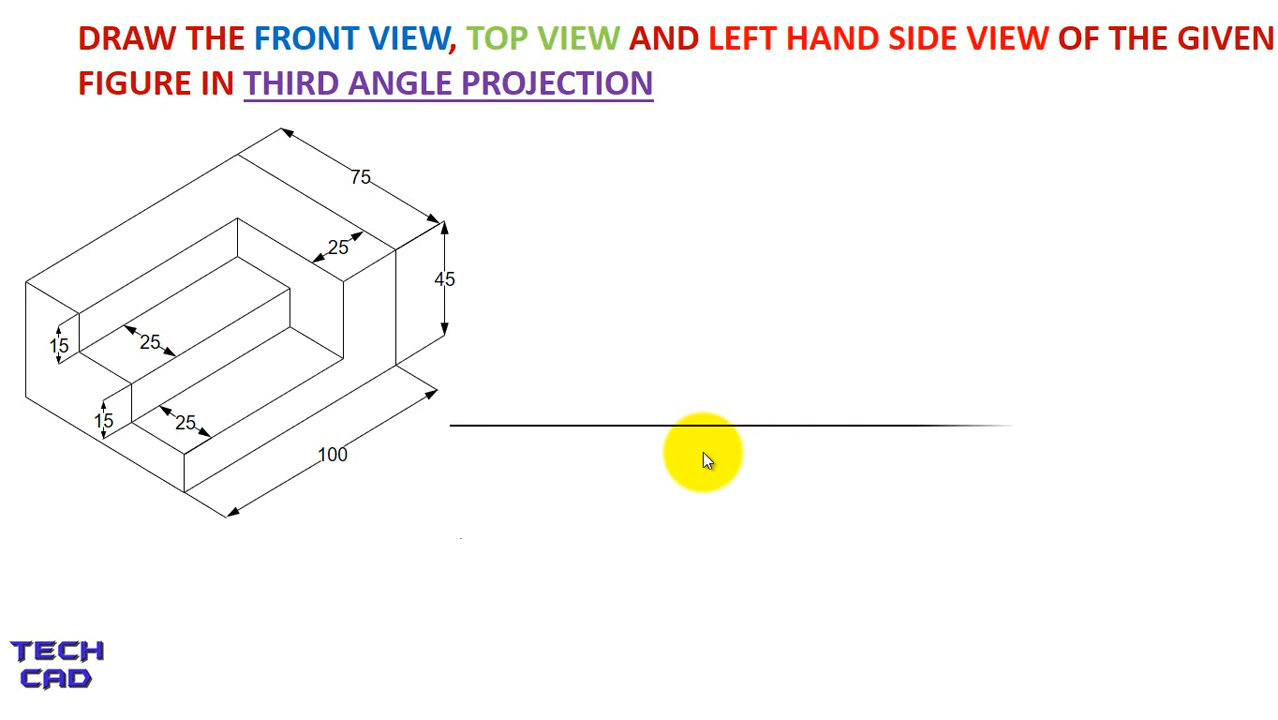 DRAW THE FRONT VIEW, TOP VIEW AND LEFT HAND SIDE VIEW OF THE GIVEN
FIGURE IN THIRD ANGLE PROJECTION
75
25
45
15
25
15
25
100
TECH
CAD